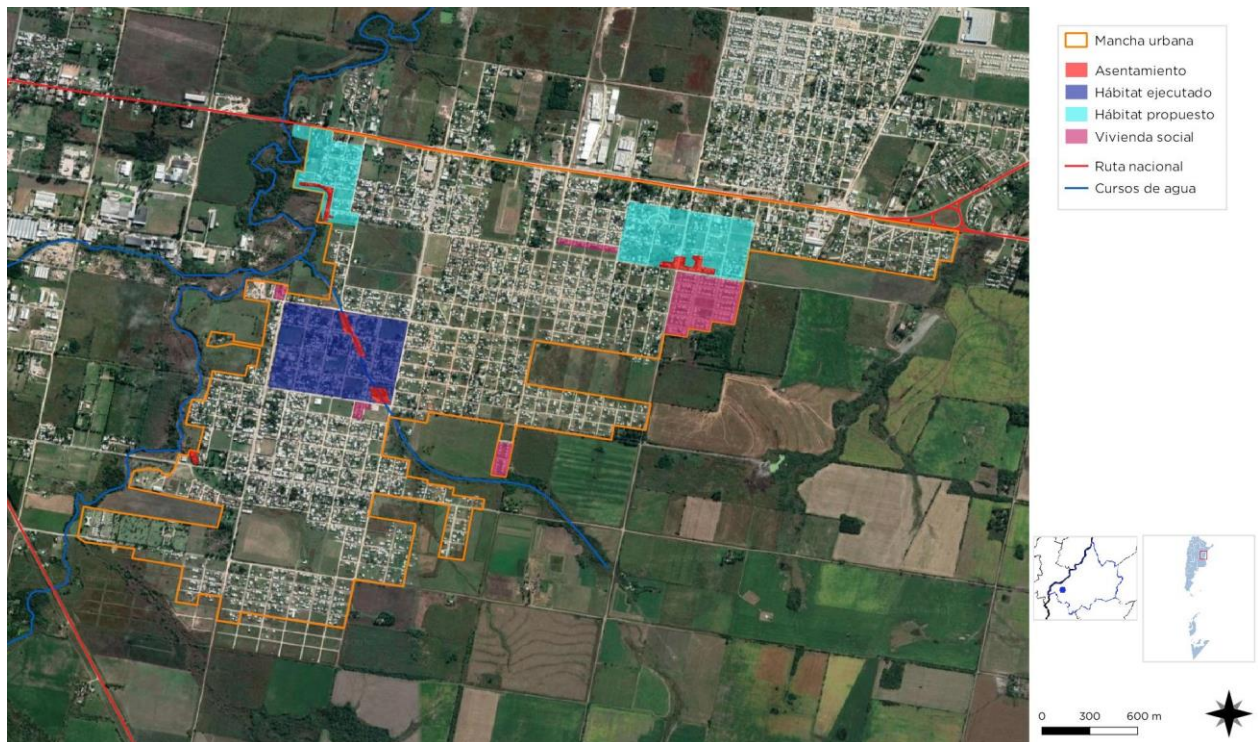 Mancha urbana
Asentamiento
Hábitat ejecutado
Hábitat propuesto
Vivienda social
Ruta nacional
Cursos de agua
0 300 600 m